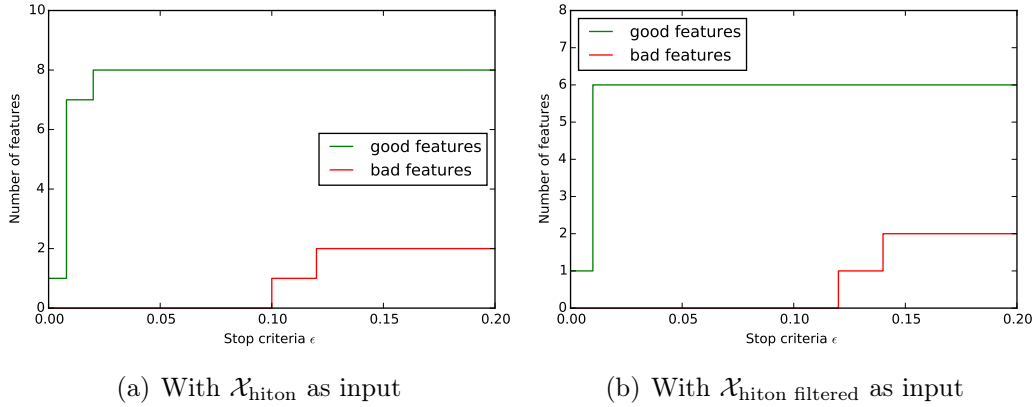 10
8
6
4
2
0
Number of features
good features
bad features
0.00 0.05 0.10 0.15 0.20
Stop criteria ϵ
(a) With 𝒳hiton as input
8
7
6
5
4
3
2
1
0
Number of features
good features
bad features
0.00 0.05 0.10 0.15 0.20
Stop criteria ϵ
(b) With 𝒳hiton filtered as input